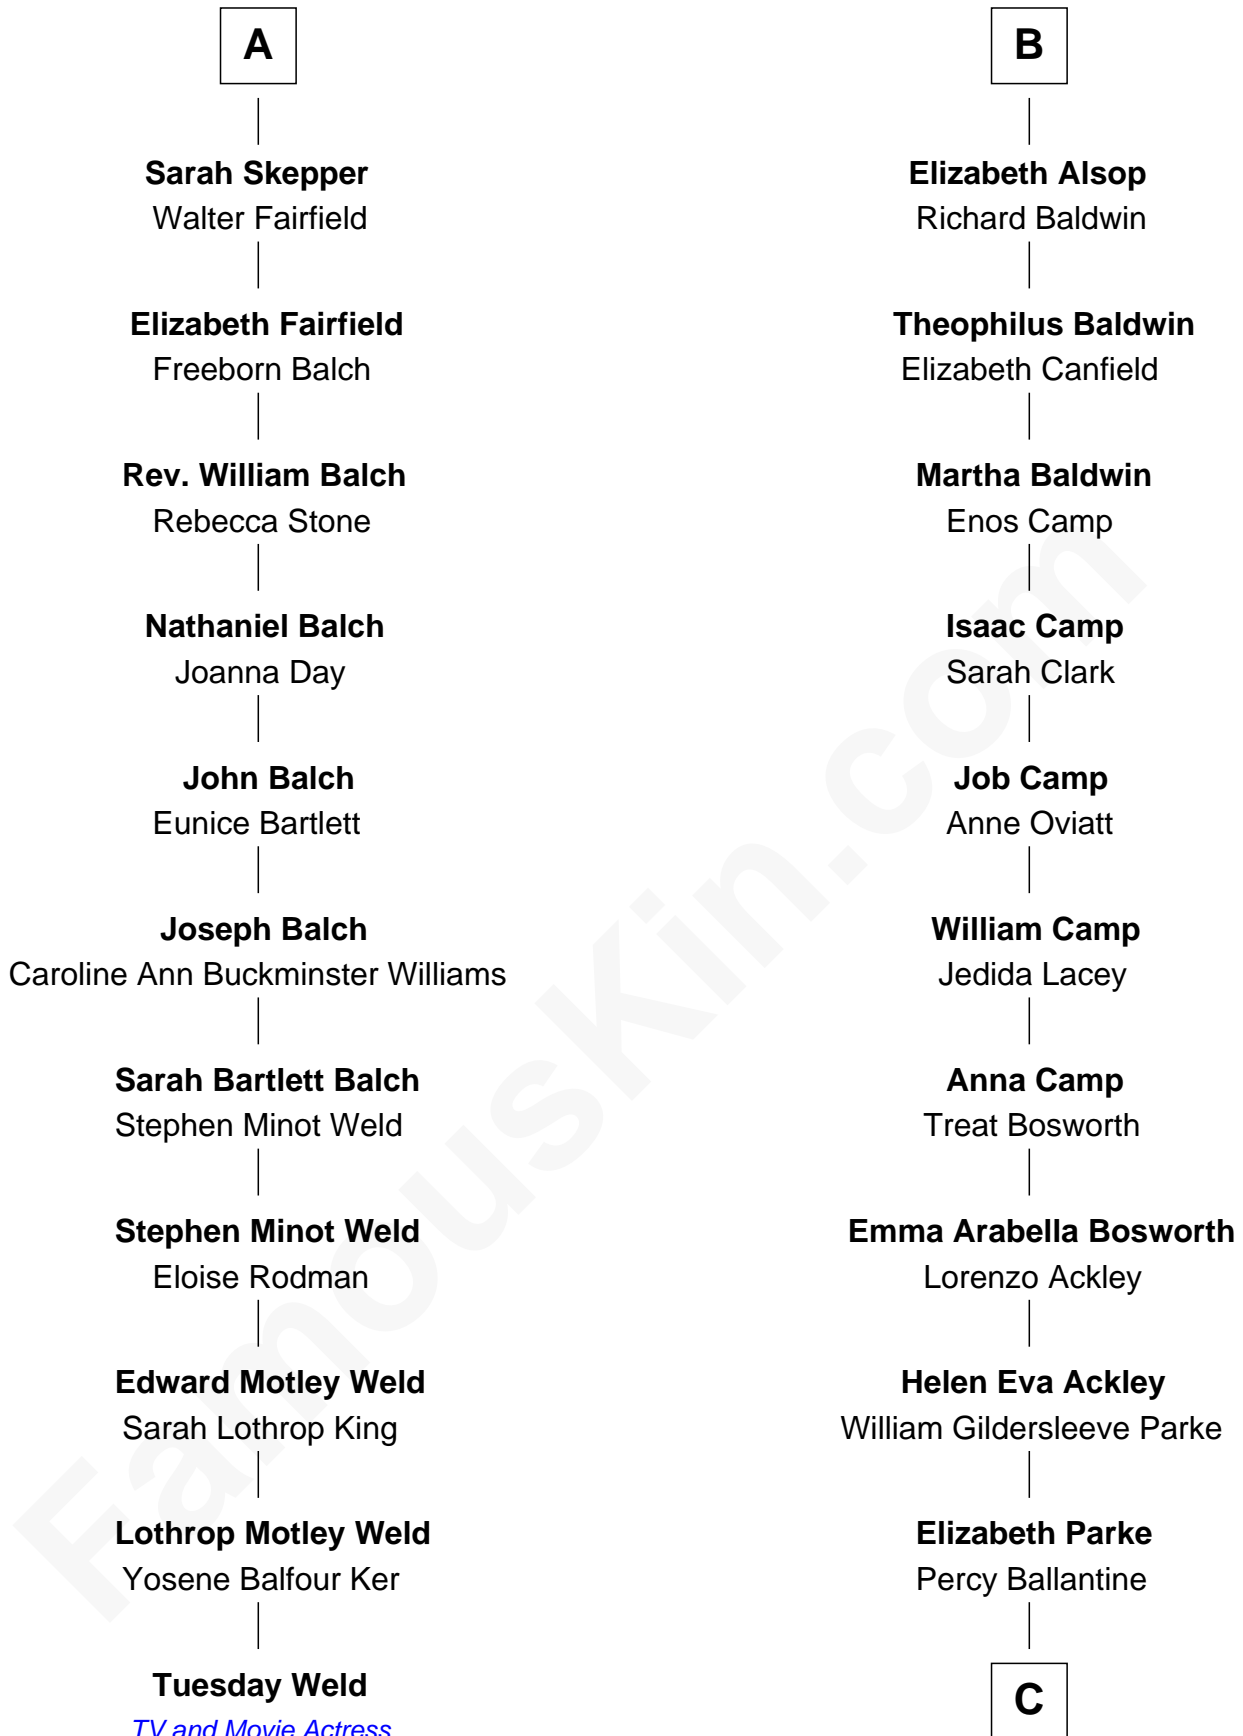 A
Sarah Skepper
Walter Fairfield
Elizabeth Fairfield
Freeborn Balch
Rev. William Balch
Rebecca Stone
Nathaniel Balch
Joanna Day
John Balch
Eunice Bartlett
Joseph Balch
Caroline Ann Buckminster Williams
Sarah Bartlett Balch
Stephen Minot Weld
Stephen Minot Weld
Eloise Rodman
Edward Motley Weld
Sarah Lothrop King
Lothrop Motley Weld
Yosene Balfour Ker
Tuesday Weld
TV and Movie Actress
B
Elizabeth Alsop
Richard Baldwin
Theophilus Baldwin
Elizabeth Canfield
Martha Baldwin
Enos Camp
Isaac Camp
Sarah Clark
Job Camp
Anne Oviatt
William Camp
Jedida Lacey
Anna Camp
Treat Bosworth
Emma Arabella Bosworth
Lorenzo Ackley
Helen Eva Ackley
William Gildersleeve Parke
Elizabeth Parke
Percy Ballantine
C
FamousKin.com